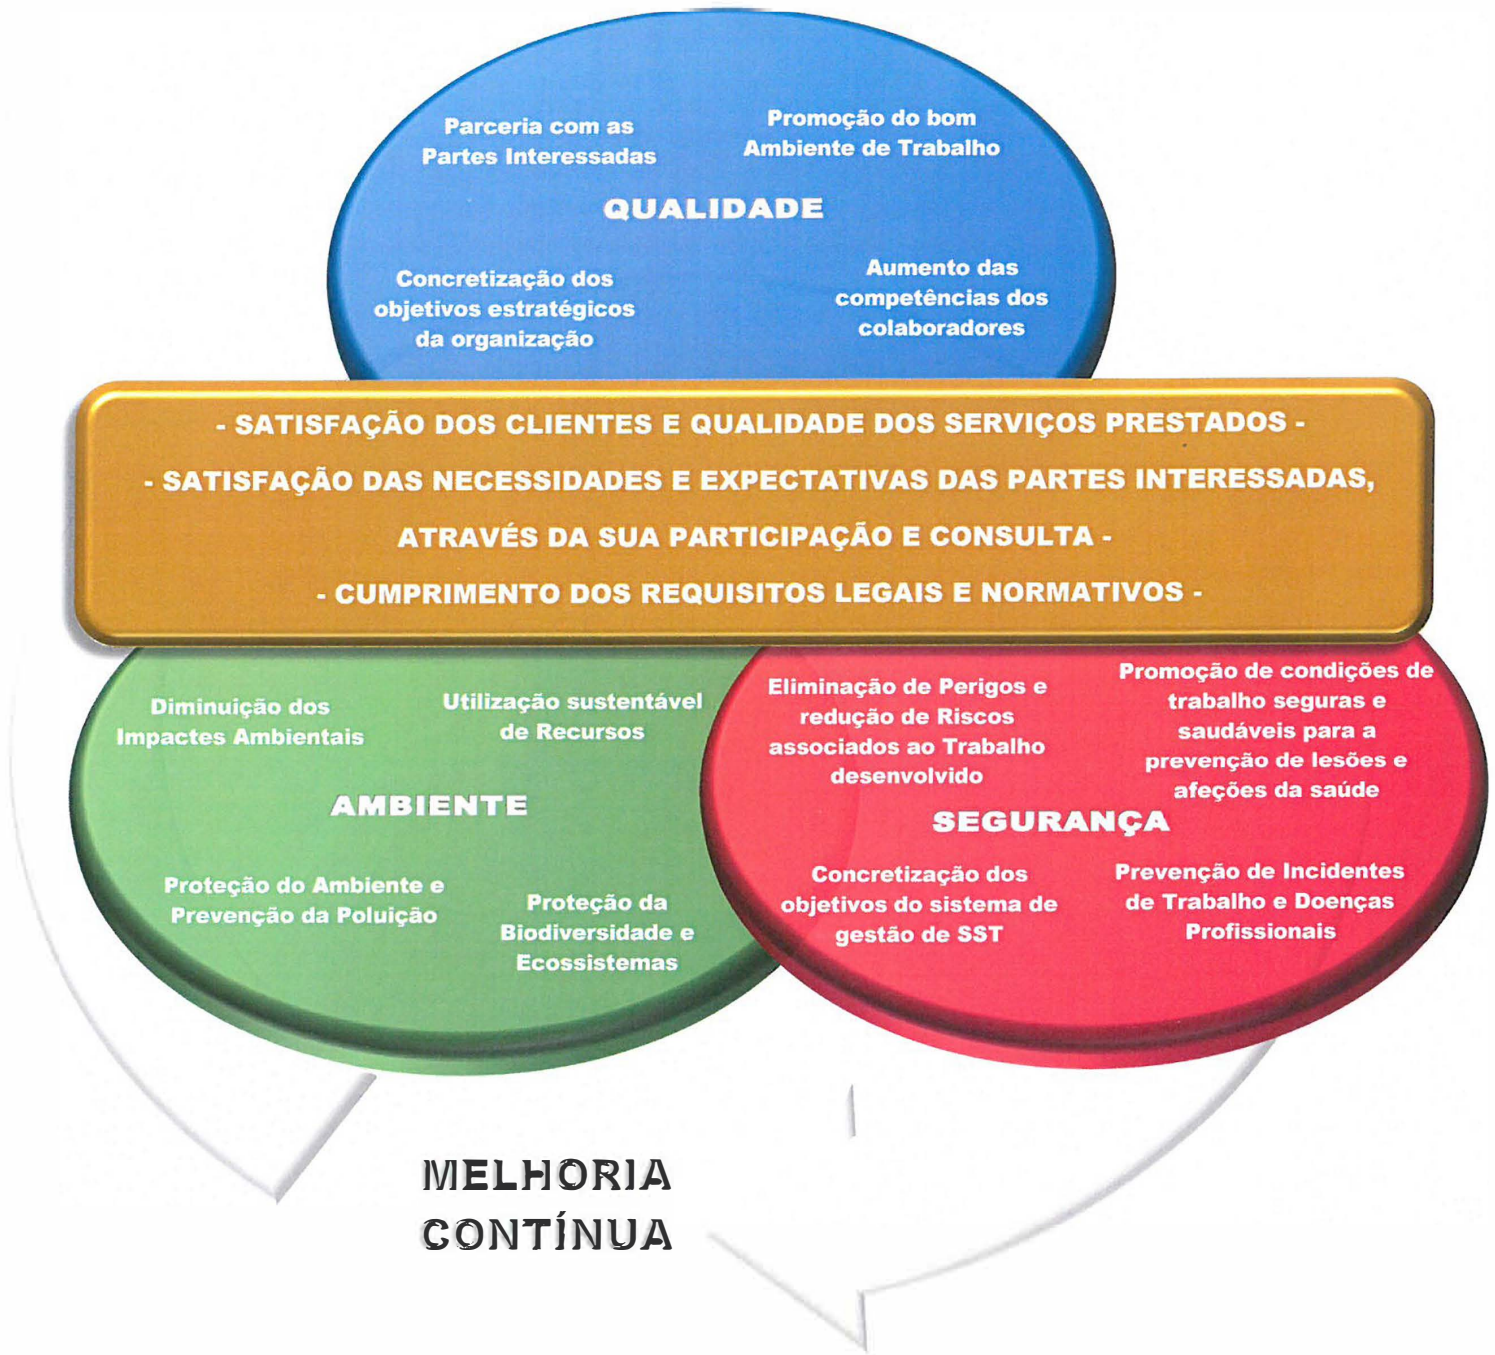 Parceria com as
Partes Interessadas
Promoção do bom
Ambiente de Trabalho
QUALIDADE
Concretização dos
objetivos estratégicos
da organização
Aumento das
competências dos
colaboradores
- SATISFAÇÃO DOS CLIENTES E QUALIDADE DOS SERVIÇOS PRESTADOS -
- SATISFAÇÃO DAS NECESSIDADES E EXPECTATIVAS DAS PARTES INTERESSADAS,
ATRAVÉS DA SUA PARTICIPAÇÃO E CONSULTA -
- CUMPRIMENTO DOS REQUISITOS LEGAIS E NORMATIVOS -
Diminuição dos
Impactes Ambientais
Utilização sustentável
de Recursos
AMBIENTE
Proteção do Ambiente e
Prevenção da Poluição
Proteção da
Biodiversidade e
Ecossistemas
Eliminação de Perigos e
redução de Riscos
associados ao Trabalho
desenvolvido
Promoção de condições de
trabalho seguras e
saudáveis para a
prevenção de lesões e
afeções da saúde
SEGURANÇA
Concretização dos
objetivos do sistema de
gestão de SST
Prevenção de Incidentes
de Trabalho e Doenças
Profissionais
MELHORIA
CONTÍNUA